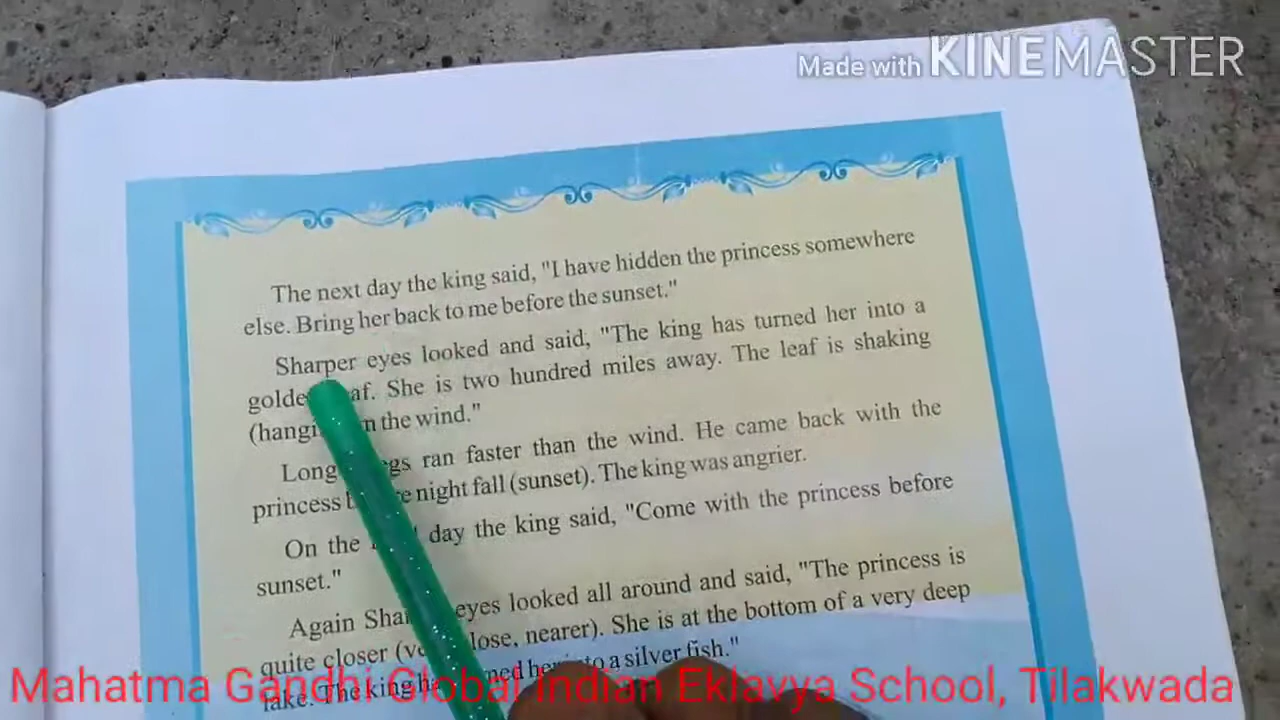 Made with KINEMASTER
The next day the king said, "I have hidden the princess somewhere
else. Bring her back to me before the sunset."
Sharper eyes looked and said, "The king has turned her into a
golde af. She is two hundred miles away. The leaf is shaking
(hangi n the wind."
Long gs ran faster than the wind. He came back with the
princess b e night fall (sunset). The king was angrier.
On the day the king said, "Come with the princess before
sunset."
Again Sha eyes looked all around and said, "The princess is
quite closer (ve lose, nearer). She is at the bottom of a very deep
lake. The king ha ned her into a silver fish."
Mahatma Gandhi Global Indian Eklavya School, Tilakwada